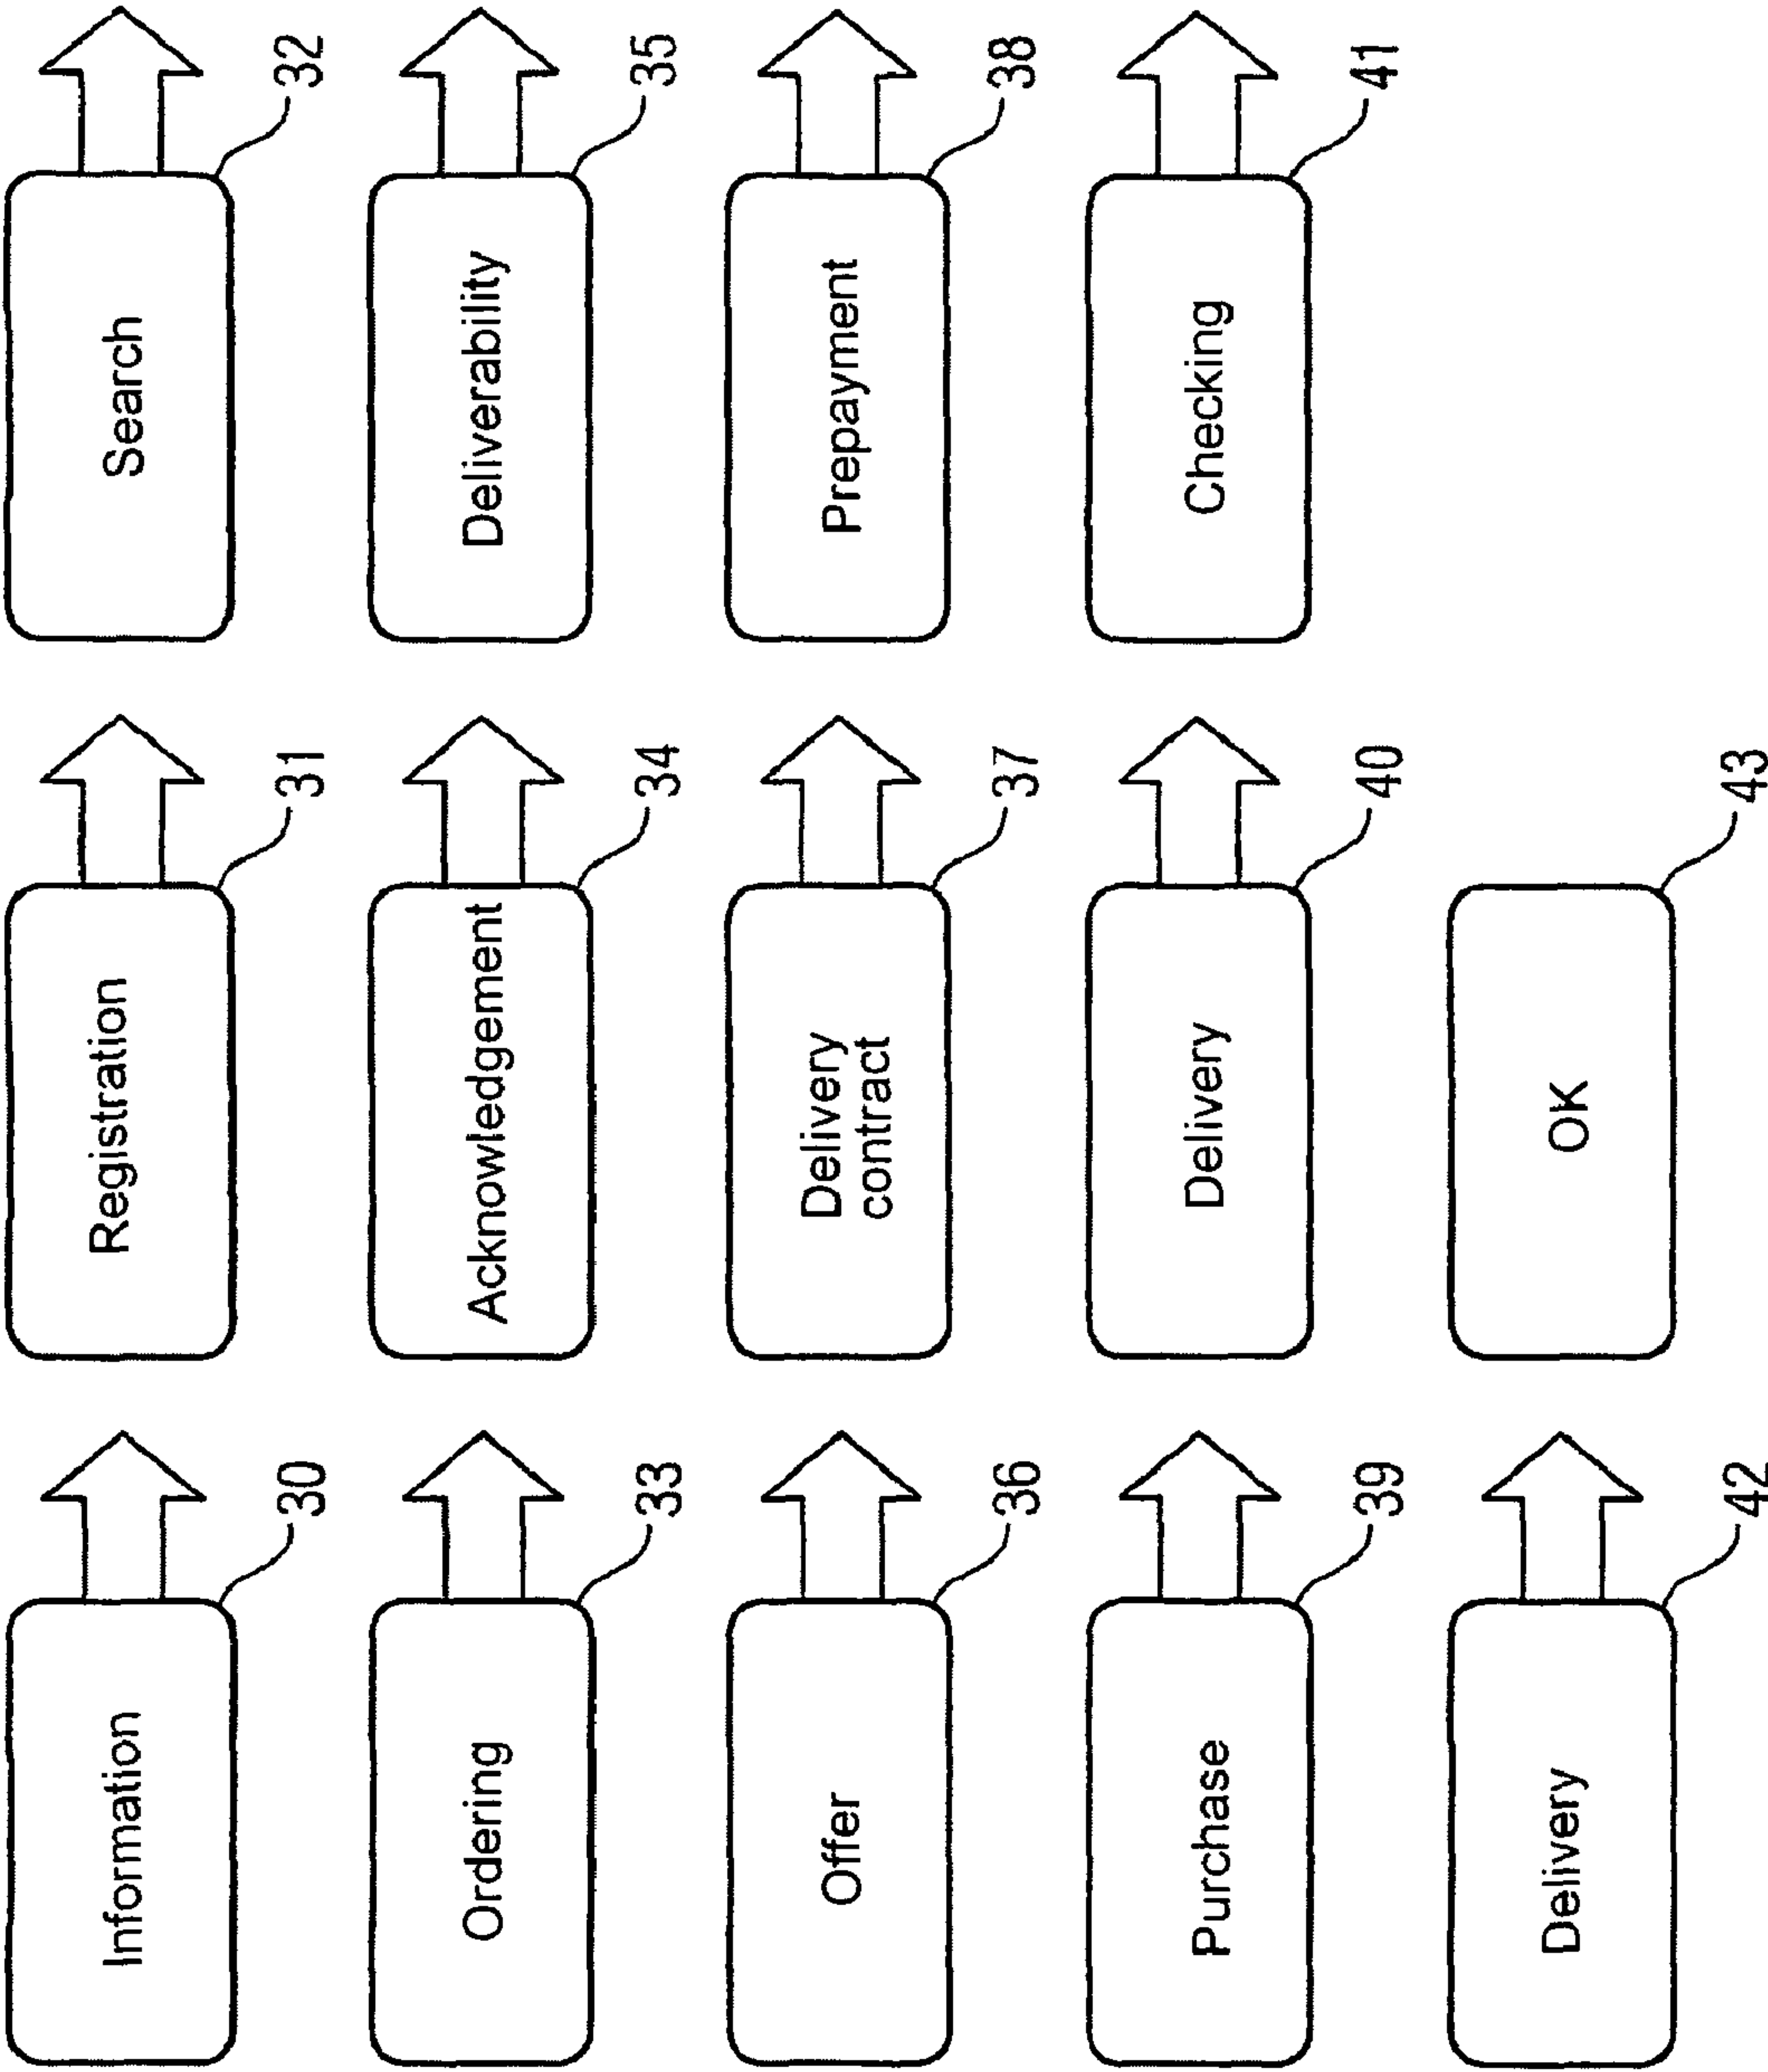 Information
30
Registration
31
Search
32
Ordering
33
Acknowledgement
34
Deliverability
35
Offer
36
Delivery
contract
37
Prepayment
38
Purchase
39
Delivery
40
Checking
41
Delivery
42
OK
43